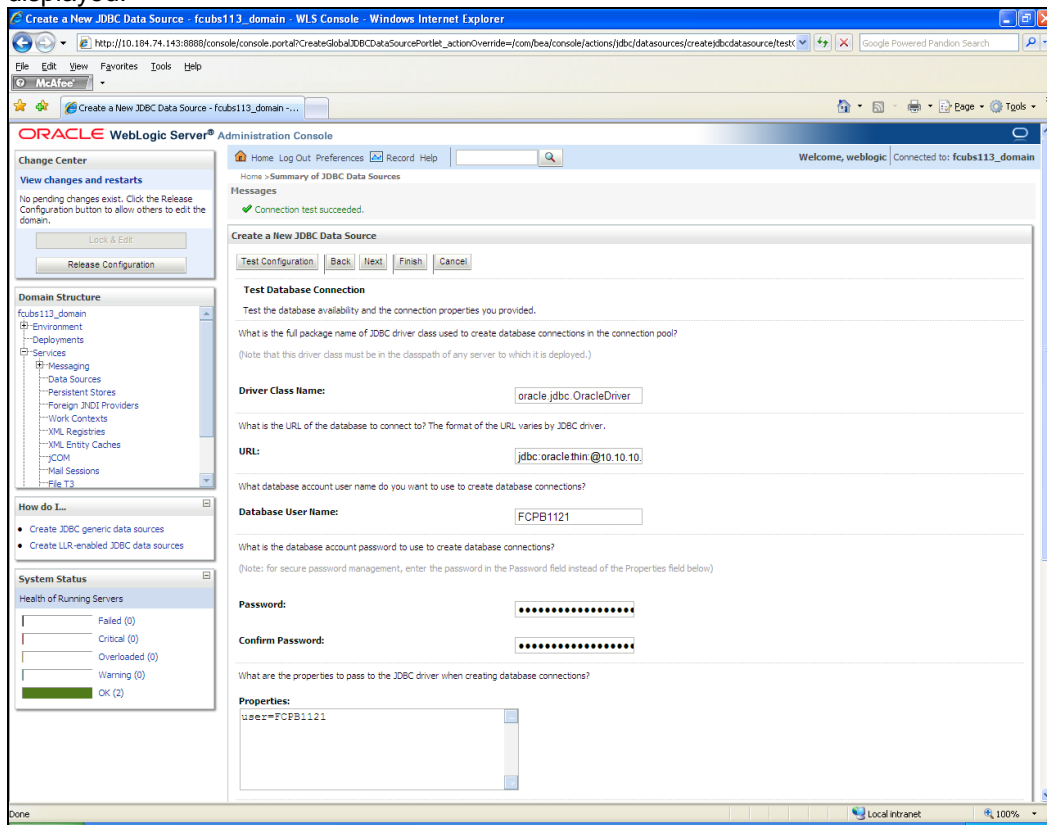 displayed.
Create a New JDBC Data Source - fcubs113_domain - WLS Console - Windows Internet Explorer
http://10.184.74.143:8888/console/console.portal?CreateGlobalJDBCDataSourcePortlet_actionOverride=/com/bea/console/actions/jdbc/datasources/createjdbcdatasource/test(
Google Powered Pandion Search
File Edit View Favorites Tools Help
McAfee
Create a New JDBC Data Source - fcubs113_domain -...
Page Tools
ORACLE WebLogic Server® Administration Console
Change Center
View changes and restarts
No pending changes exist. Click the Release
Configuration button to allow others to edit the
domain.
Lock & Edit
Release Configuration
Domain Structure
fcubs113_domain
Environment
Deployments
Services
Messaging
Data Sources
Persistent Stores
Foreign JNDI Providers
Work Contexts
XML Registries
XML Entity Caches
jCOM
Mail Sessions
File T3
How do I...
Create JDBC generic data sources
Create LLR-enabled JDBC data sources
System Status
Health of Running Servers
Failed (0)
Critical (0)
Overloaded (0)
Warning (0)
OK (2)
Home Log Out Preferences Record Help
Welcome, weblogic Connected to: fcubs113_domain
Home >Summary of JDBC Data Sources
Messages
Connection test succeeded.
Create a New JDBC Data Source
Test Configuration Back Next Finish Cancel
Test Database Connection
Test the database availability and the connection properties you provided.
What is the full package name of JDBC driver class used to create database connections in the connection pool?
(Note that this driver class must be in the classpath of any server to which it is deployed.)
Driver Class Name: oracle.jdbc.OracleDriver
What is the URL of the database to connect to? The format of the URL varies by JDBC driver.
URL: jdbc:oracle:thin:@10.10.10.
What database account user name do you want to use to create database connections?
Database User Name: FCPB1121
What is the database account password to use to create database connections?
(Note: for secure password management, enter the password in the Password field instead of the Properties field below)
Password: ●●●●●●●●●●●●●●●●●●
Confirm Password: ●●●●●●●●●●●●●●●●●●
What are the properties to pass to the JDBC driver when creating database connections?
Properties:
user=FCPB1121
Done
Local intranet
100%